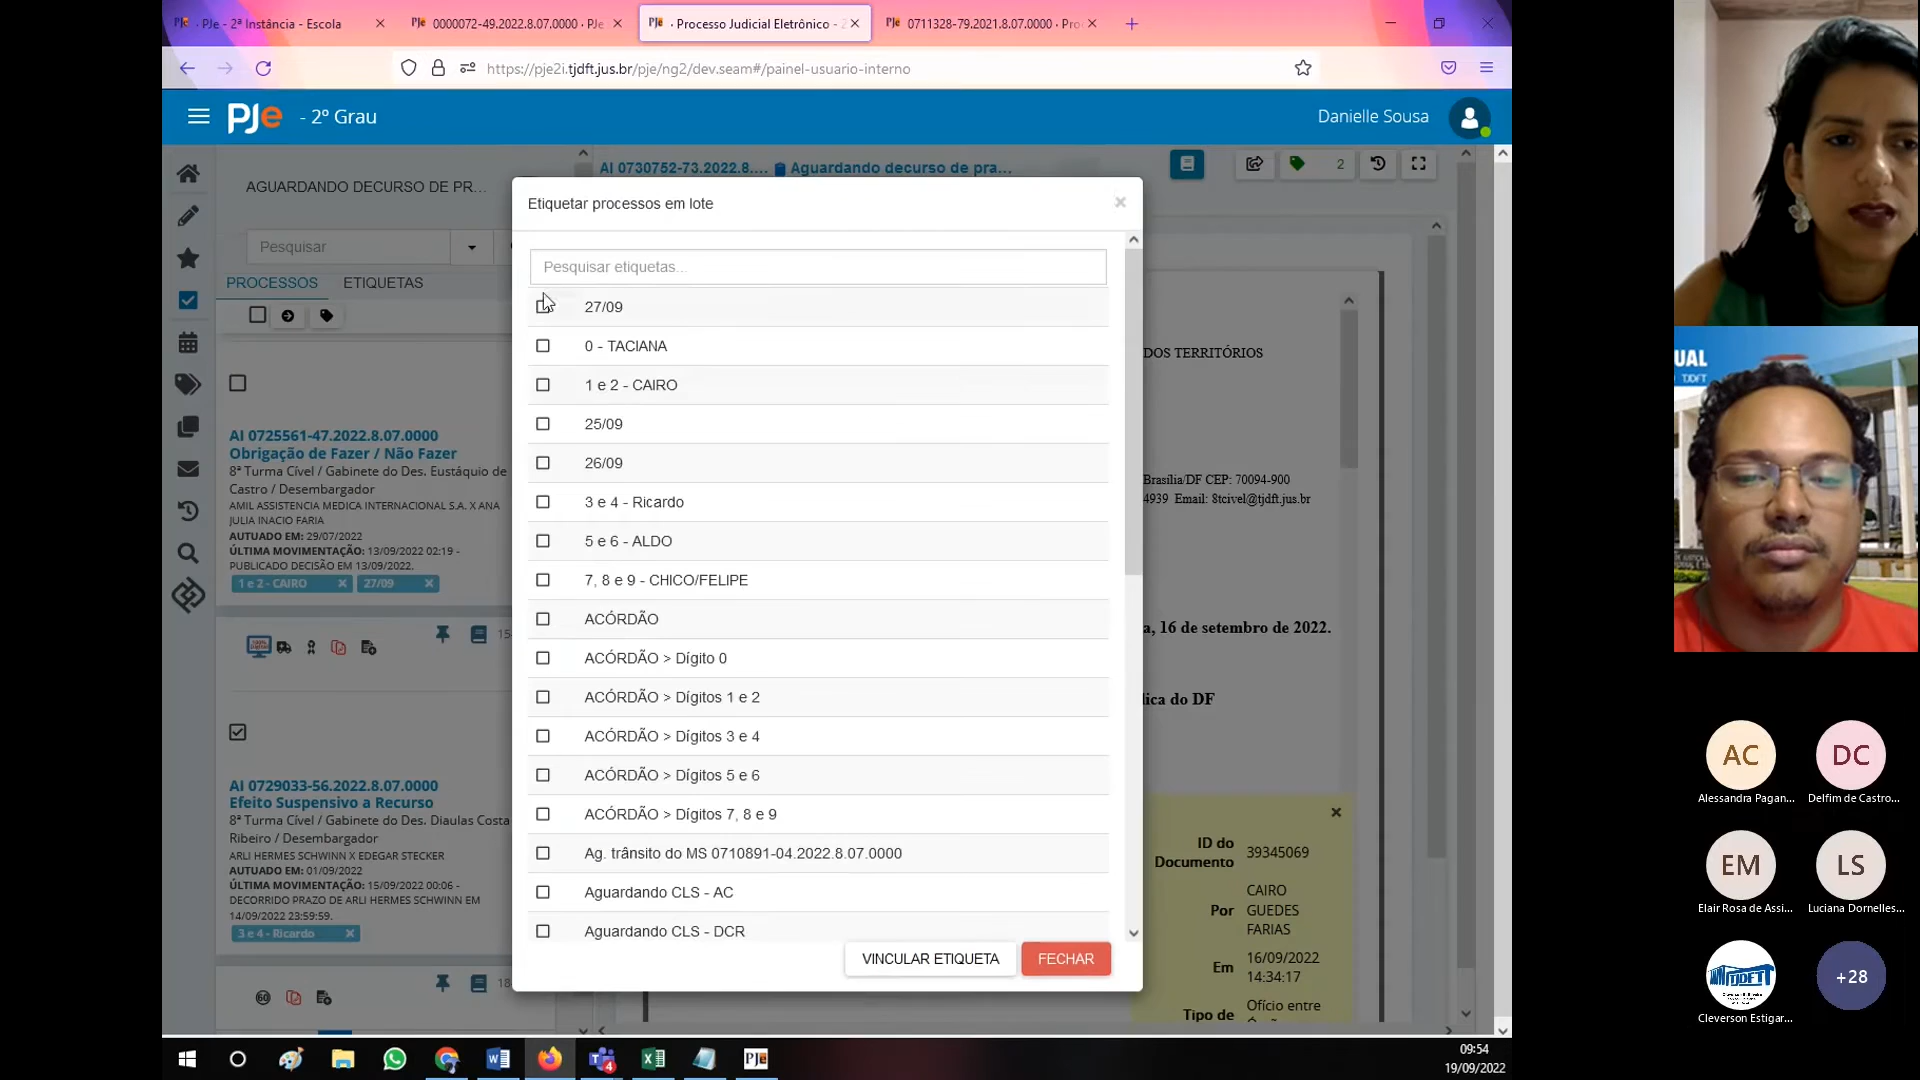 PJe · PJe - 2ª Instância - Escola
PJe 0000072-49.2022.8.07.0000 · PJe
PJe · Processo Judicial Eletrônico - 2
PJe 0711328-79.2021.8.07.0000 · Pro
https://pje2i.tjdft.jus.br/pje/ng2/dev.seam#/painel-usuario-interno
PJe - 2º Grau
Danielle Sousa
AGUARDANDO DECURSO DE PR...
AI 0730752-73.2022.8.... Aguardando decurso de pra...
2
Pesquisar
PROCESSOS ETIQUETAS
AI 0725561-47.2022.8.07.0000
Obrigação de Fazer / Não Fazer
8ª Turma Cível / Gabinete do Des. Eustáquio de
Castro / Desembargador
AMIL ASSISTENCIA MEDICA INTERNACIONAL S.A. X ANA
JULIA INACIO FARIA
AUTUADO EM: 29/07/2022
ÚLTIMA MOVIMENTAÇÃO: 13/09/2022 02:19 -
PUBLICADO DECISÃO EM 13/09/2022.
1 e 2 - CAIRO × 27/09 ×
15
AI 0729033-56.2022.8.07.0000
Efeito Suspensivo a Recurso
8ª Turma Cível / Gabinete do Des. Diaulas Costa
Ribeiro / Desembargador
ARLI HERMES SCHWINN X EDEGAR STECKER
AUTUADO EM: 01/09/2022
ÚLTIMA MOVIMENTAÇÃO: 15/09/2022 00:06 -
DECORRIDO PRAZO DE ARLI HERMES SCHWINN EM
14/09/2022 23:59:59.
3 e 4 - Ricardo ×
60
18
Etiquetar processos em lote
Pesquisar etiquetas...
27/09
0 - TACIANA
1 e 2 - CAIRO
25/09
26/09
3 e 4 - Ricardo
5 e 6 - ALDO
7, 8 e 9 - CHICO/FELIPE
ACÓRDÃO
ACÓRDÃO > Dígito 0
ACÓRDÃO > Dígitos 1 e 2
ACÓRDÃO > Dígitos 3 e 4
ACÓRDÃO > Dígitos 5 e 6
ACÓRDÃO > Dígitos 7, 8 e 9
Ag. trânsito do MS 0710891-04.2022.8.07.0000
Aguardando CLS - AC
Aguardando CLS - DCR
VINCULAR ETIQUETA FECHAR
DOS TERRITÓRIOS
Brasília/DF CEP: 70094-900
4939 Email: 8tcivel@tjdft.jus.br
a, 16 de setembro de 2022.
lica do DF
ID do
Documento 39345069
Por CAIRO
GUEDES
FARIAS
Em 16/09/2022
14:34:17
Tipo de Ofício entre
UAL
TJDFT
AC
Alessandra Pagan...
DC
Delfim de Castro...
EM
Elair Rosa de Assi...
LS
Luciana Dornelles...
TJDFT
Cleverson Estigar...
+28
4
PJe
09:54
19/09/2022